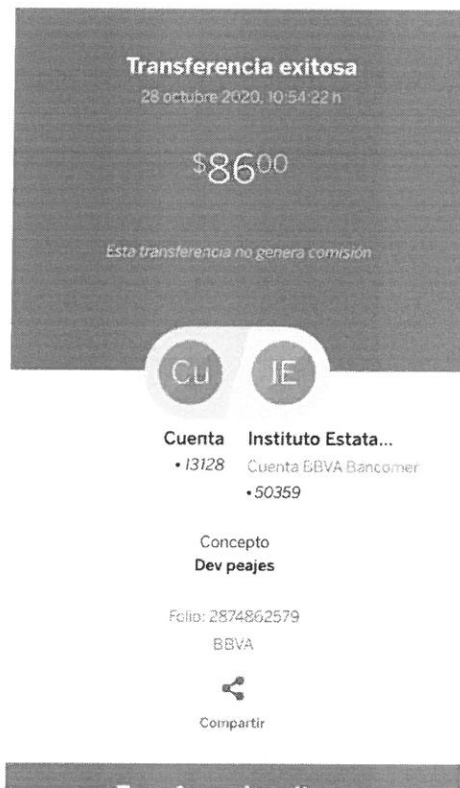 Transferencia exitosa
28 octubre 2020, 10:54:22 h
$8600
Esta transferencia no genera comisión
Cu IE
Cuenta Instituto Estata...
•13128 Cuenta BBVA Bancomer
•50359
Concepto
Dev peajes
Folio: 2874862579
BBVA
Compartir